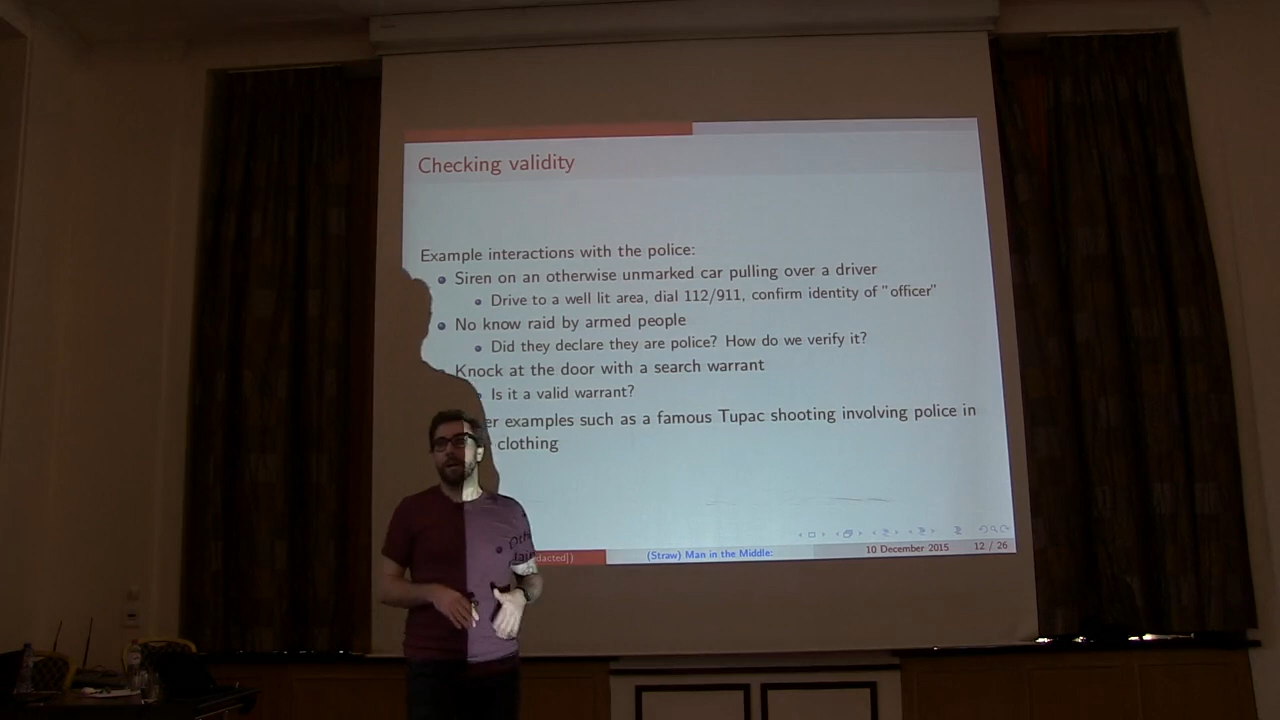 Checking validity
Example interactions with the police:
Siren on an otherwise unmarked car pulling over a driver
Drive to a well lit area, dial 112/911, confirm identity of "officer"
No know raid by armed people
Did they declare they are police? How do we verify it?
Knock at the door with a search warrant
Is it a valid warrant?
er examples such as a famous Tupac shooting involving police in
clothing
Oth
lai
dacted]) (Straw) Man in the Middle: 10 December 2015 12 / 26